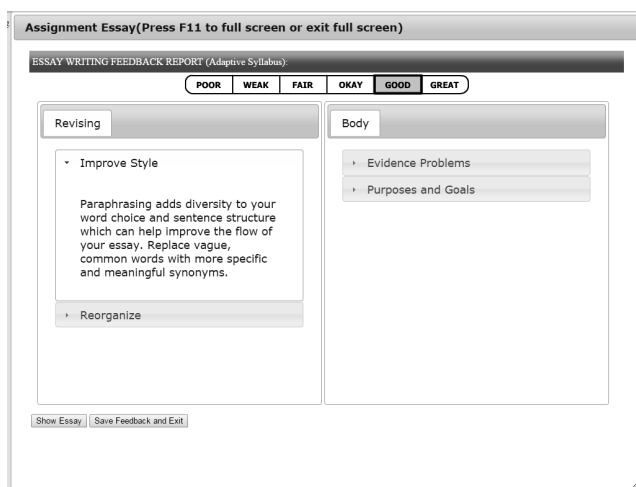 Assignment Essay(Press F11 to full screen or exit full screen)
ESSAY WRITING FEEDBACK REPORT (Adaptive Syllabus):
POOR WEAK FAIR OKAY GOOD GREAT
Revising
Improve Style
Paraphrasing adds diversity to your
word choice and sentence structure
which can help improve the flow of
your essay. Replace vague,
common words with more specific
and meaningful synonyms.
Reorganize
Body
Evidence Problems
Purposes and Goals
Show Essay Save Feedback and Exit